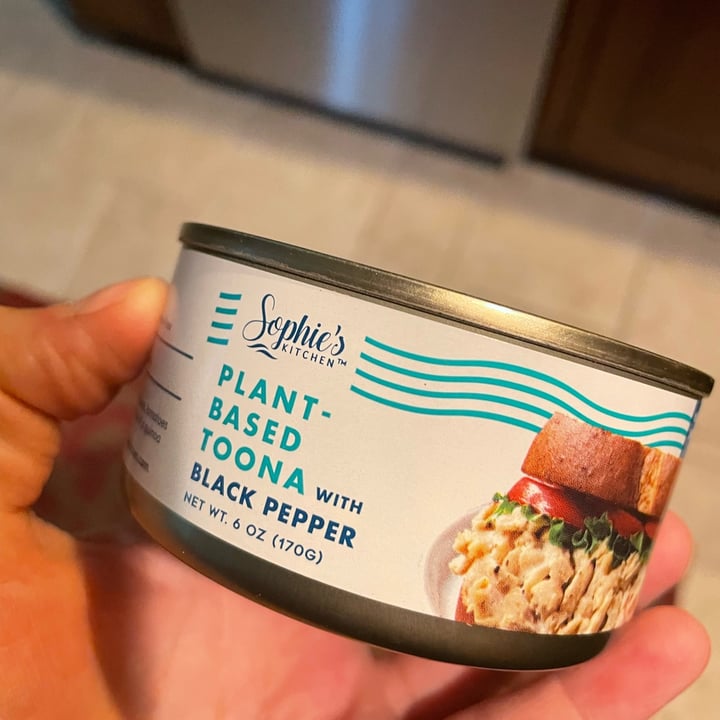 Sophie's
KITCHEN™
PLANT-
BASED
TOONA WITH
BLACK PEPPER
NET WT. 6 OZ (170G)